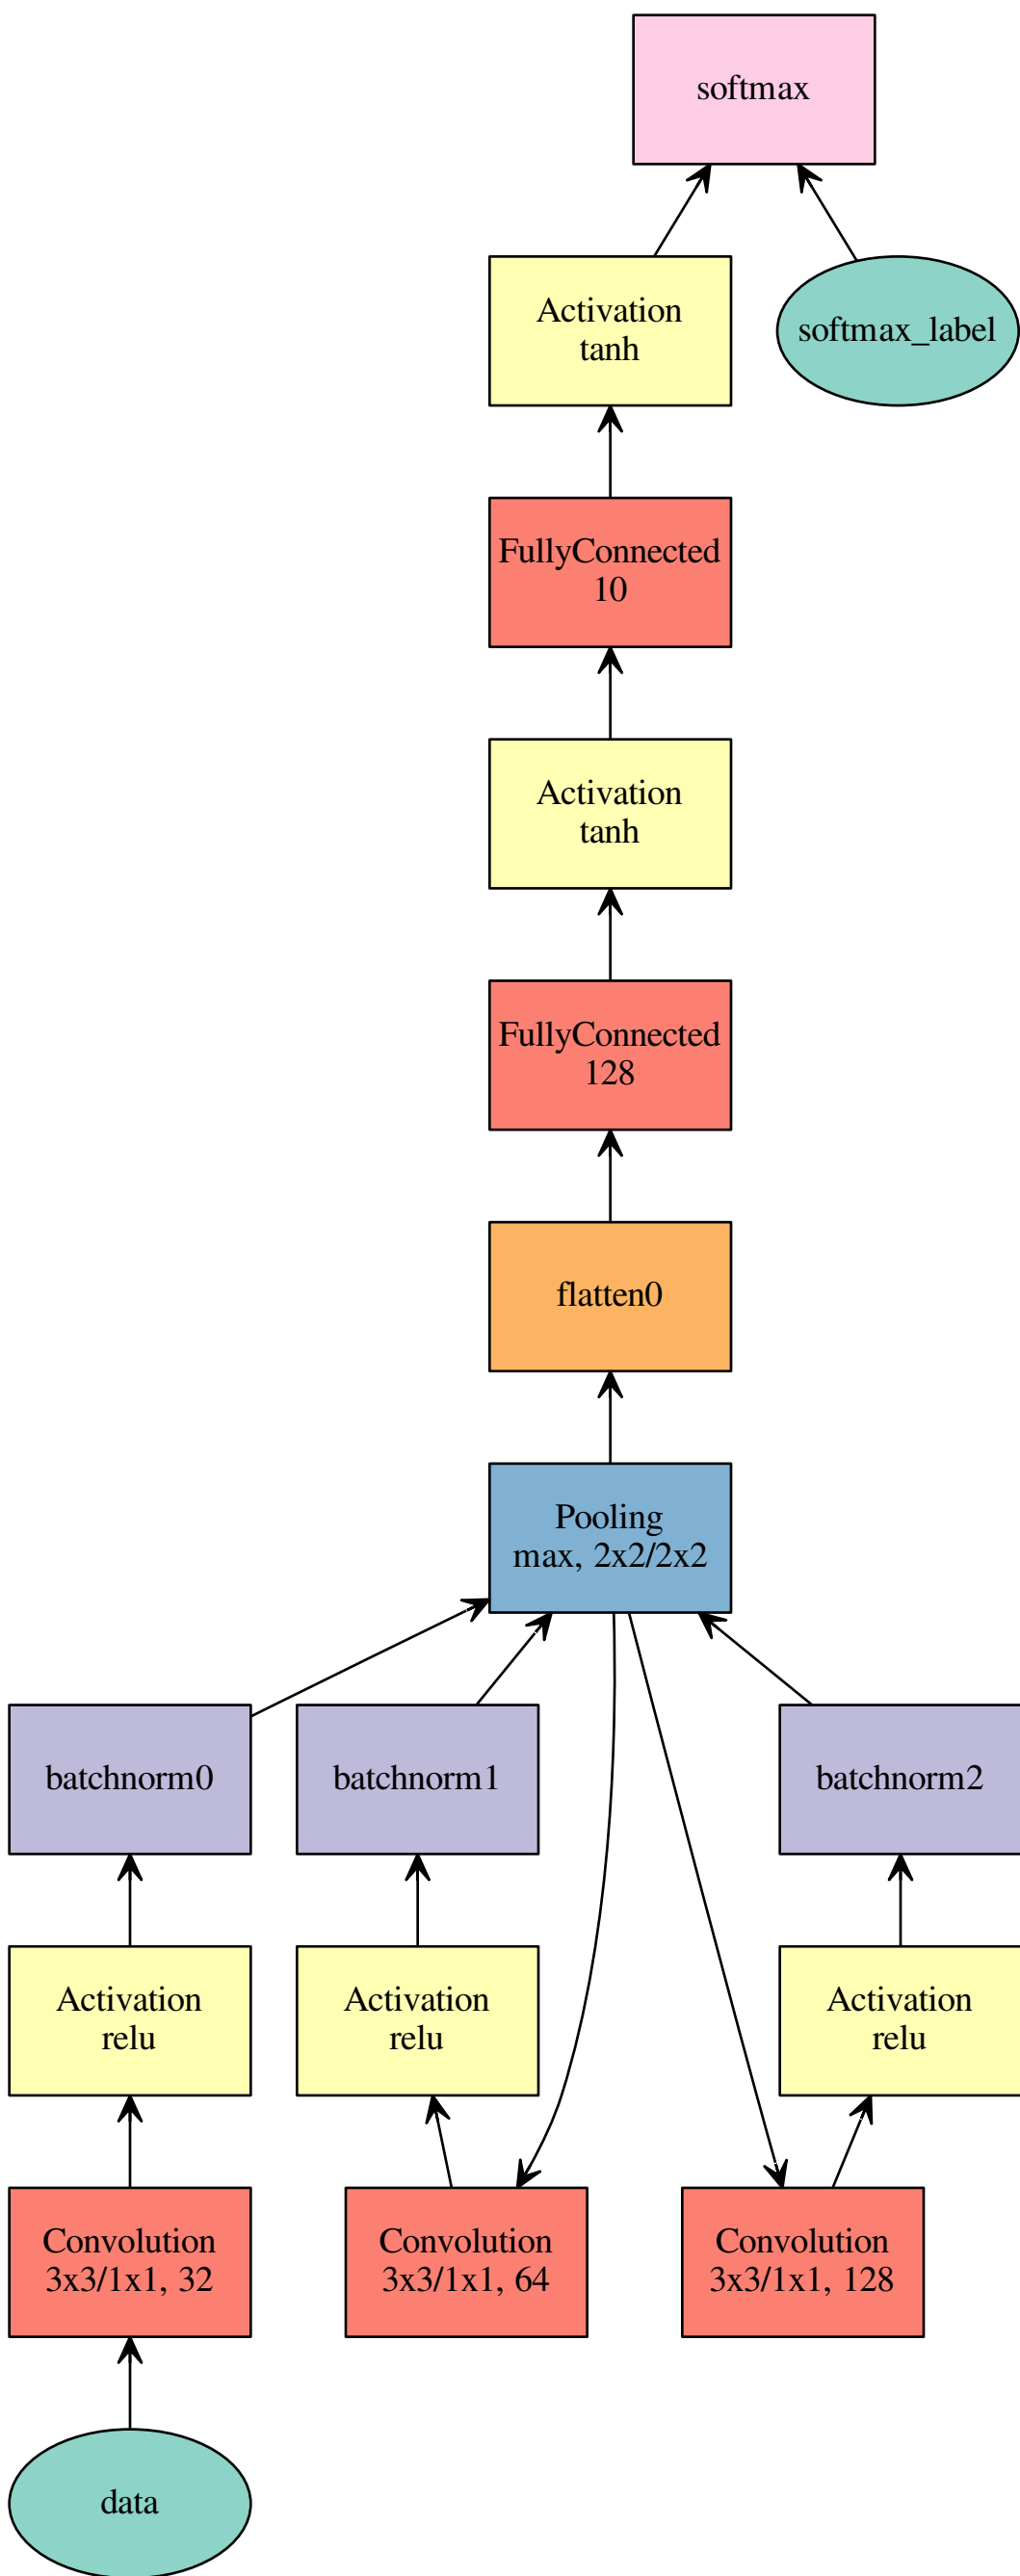 softmax
Activation
tanh
softmax_label
FullyConnected
10
Activation
tanh
FullyConnected
128
flatten0
Pooling
max, 2x2/2x2
batchnorm0
batchnorm1
batchnorm2
Activation
relu
Activation
relu
Activation
relu
Convolution
3x3/1x1, 32
Convolution
3x3/1x1, 64
Convolution
3x3/1x1, 128
data